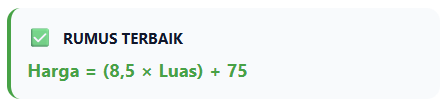 ✅ RUMUS TERBAIK
Harga = (8,5 × Luas) + 75